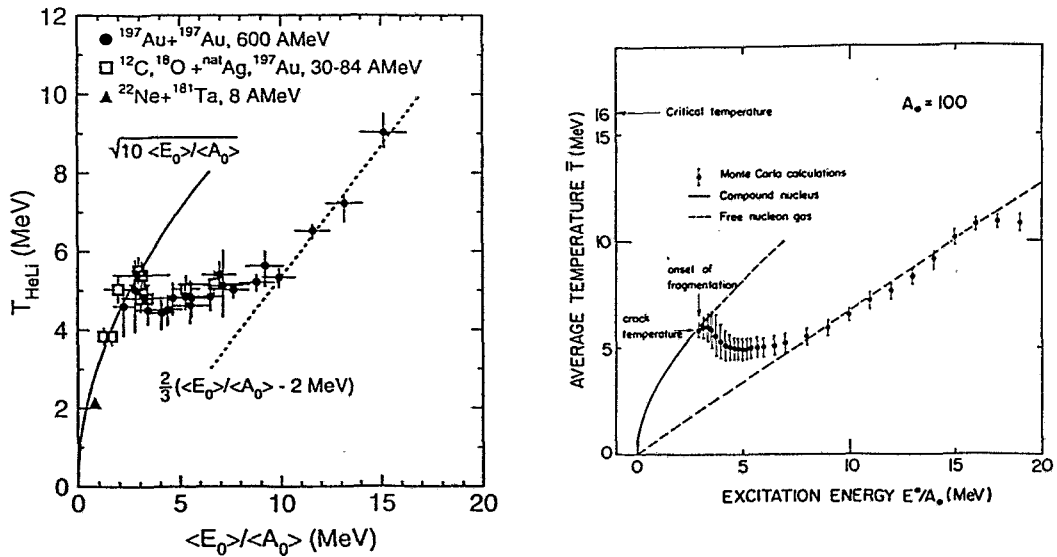 12
10
8
6
4
2
0
T_HeLi (MeV)
● ¹⁹⁷Au+¹⁹⁷Au, 600 AMeV
□ ¹²C,¹⁸O +ⁿᵃᵗAg,¹⁹⁷Au, 30-84 AMeV
▲ ²²Ne+¹⁸¹Ta, 8 AMeV
√10 <E₀>/<A₀>
2/3 (<E₀>/<A₀> - 2 MeV)
0 5 10 15 20
<E₀>/<A₀> (MeV)
AVERAGE TEMPERATURE T̄ (MeV)
16
15
10
5
0
Critical temperature
A₀ = 100
Monte Carlo calculations
Compound nucleus
Free nucleon gas
onset of
fragmentation
crack
temperature
0 5 10 15 20
EXCITATION ENERGY E*/A₀ (MeV)